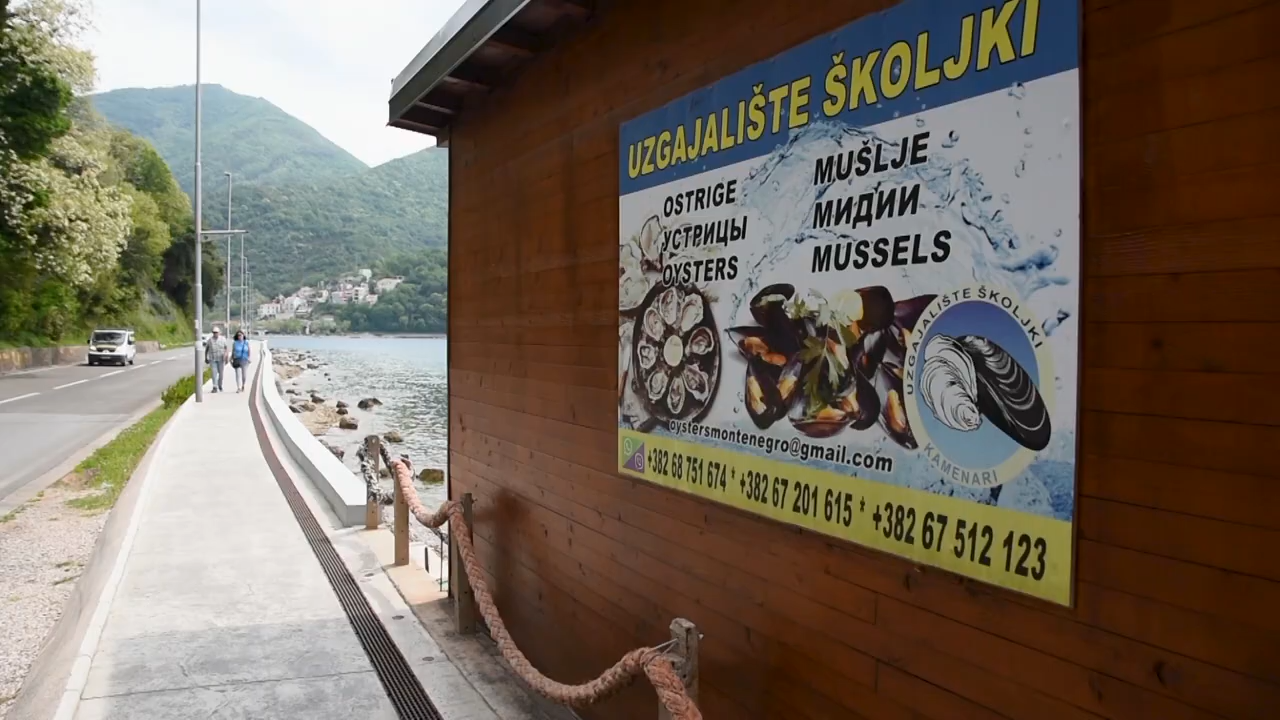 UZGAJALIŠTE ŠKOLJKI
OSTRIGE
УСТРИЦЫ
OYSTERS
MUŠLJE
МИДИИ
MUSSELS
UZGAJALIŠTE ŠKOLJKI
KAMENARI
oystersmontenegro@gmail.com
+382 68 751 674 * +382 67 201 615 * +382 67 512 123